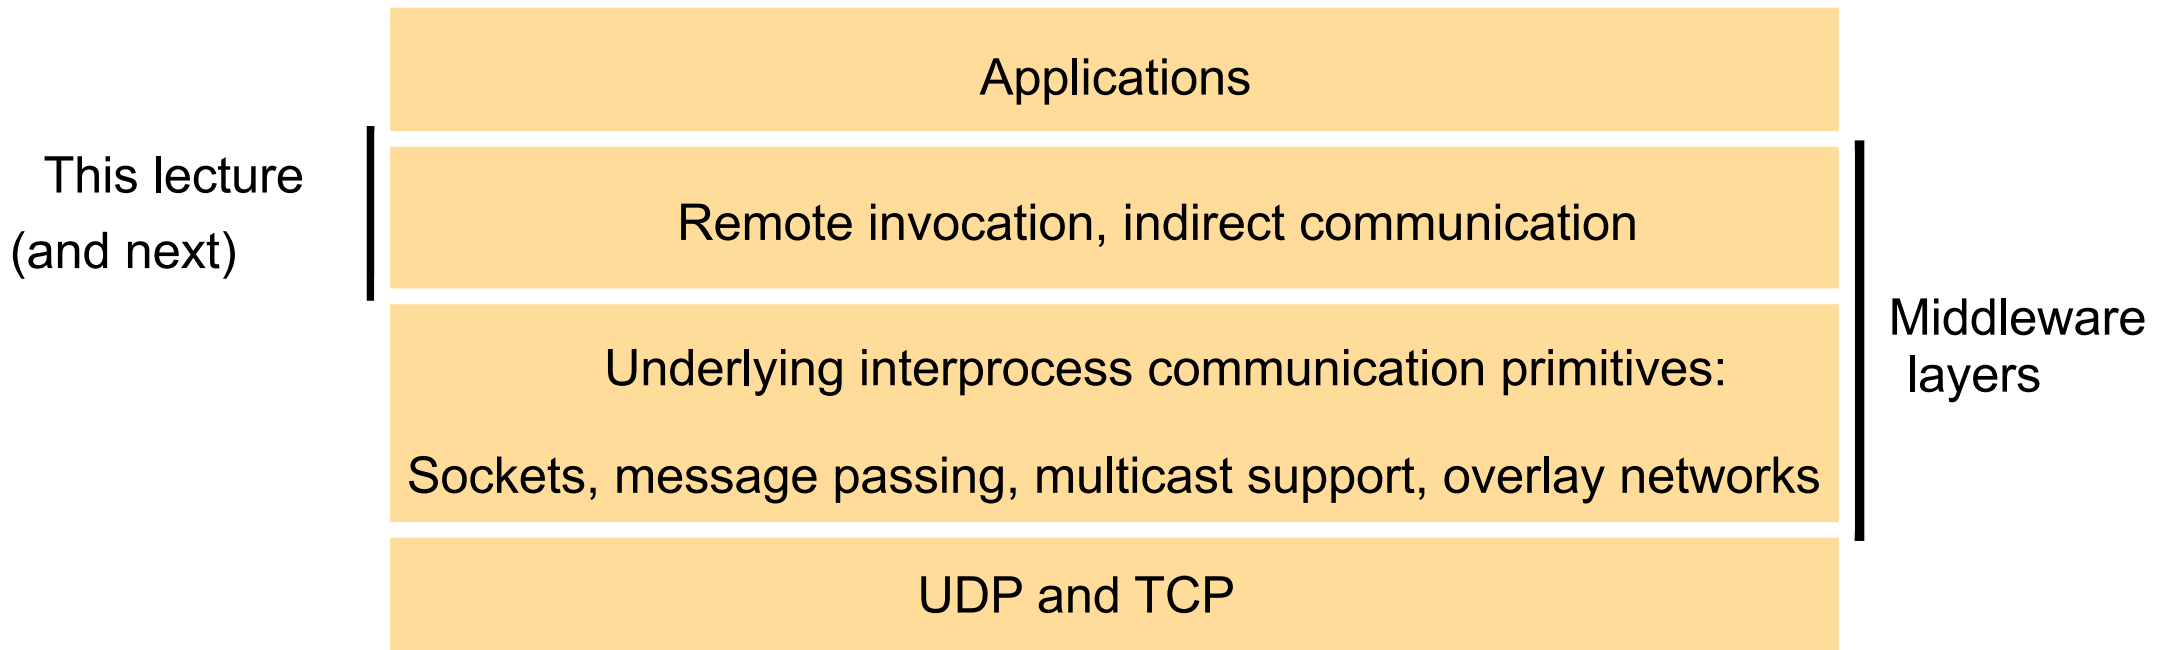 Applications
This lecture
(and next)
Remote invocation, indirect communication
Underlying interprocess communication primitives:
Sockets, message passing, multicast support, overlay networks
Middleware
layers
UDP and TCP